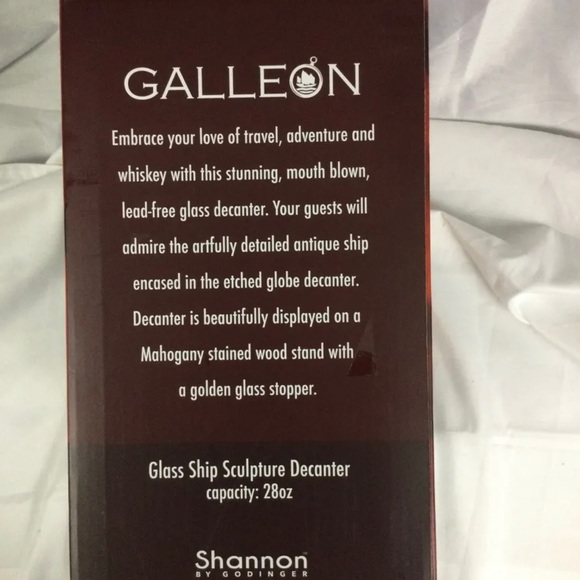 GALLEON
Embrace your love of travel, adventure and
whiskey with this stunning, mouth blown,
lead-free glass decanter. Your guests will
admire the artfully detailed antique ship
encased in the etched globe decanter.
Decanter is beautifully displayed on a
Mahogany stained wood stand with
a golden glass stopper.
Glass Ship Sculpture Decanter
capacity: 28oz
Shannon™
BY GODINGER